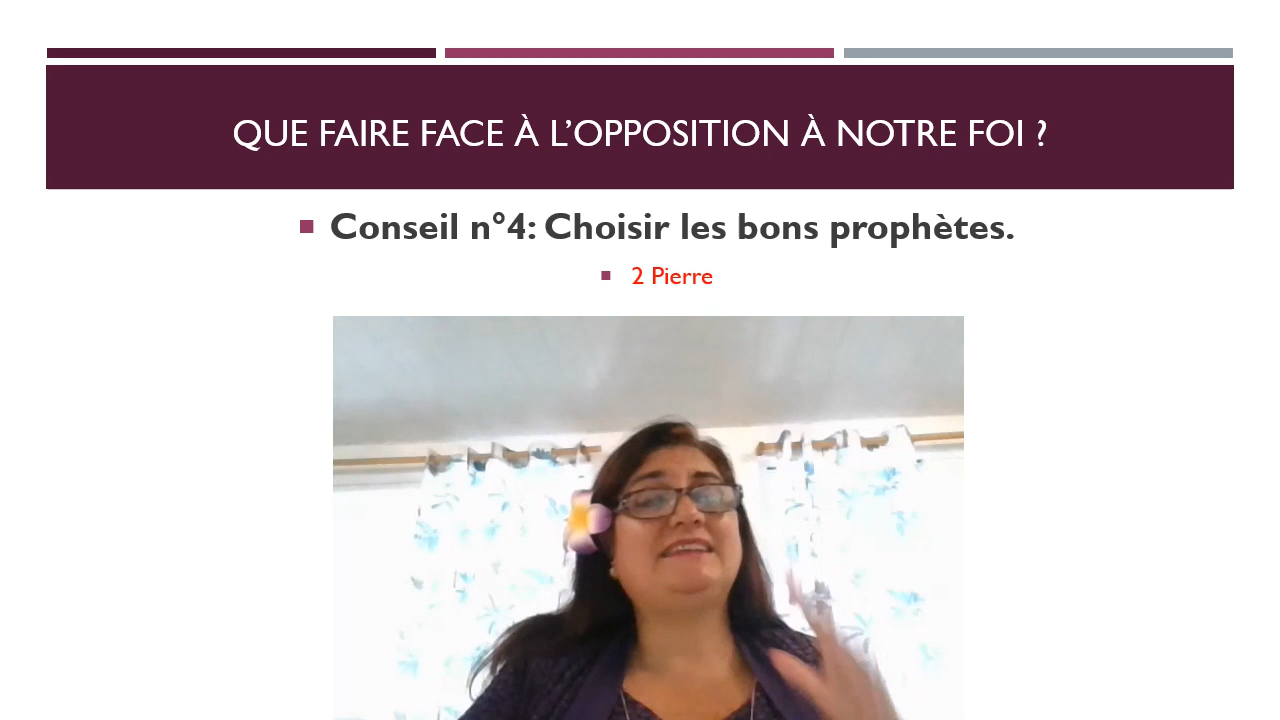 QUE FAIRE FACE À L’OPPOSITION À NOTRE FOI ?
Conseil n°4: Choisir les bons prophètes.
2 Pierre